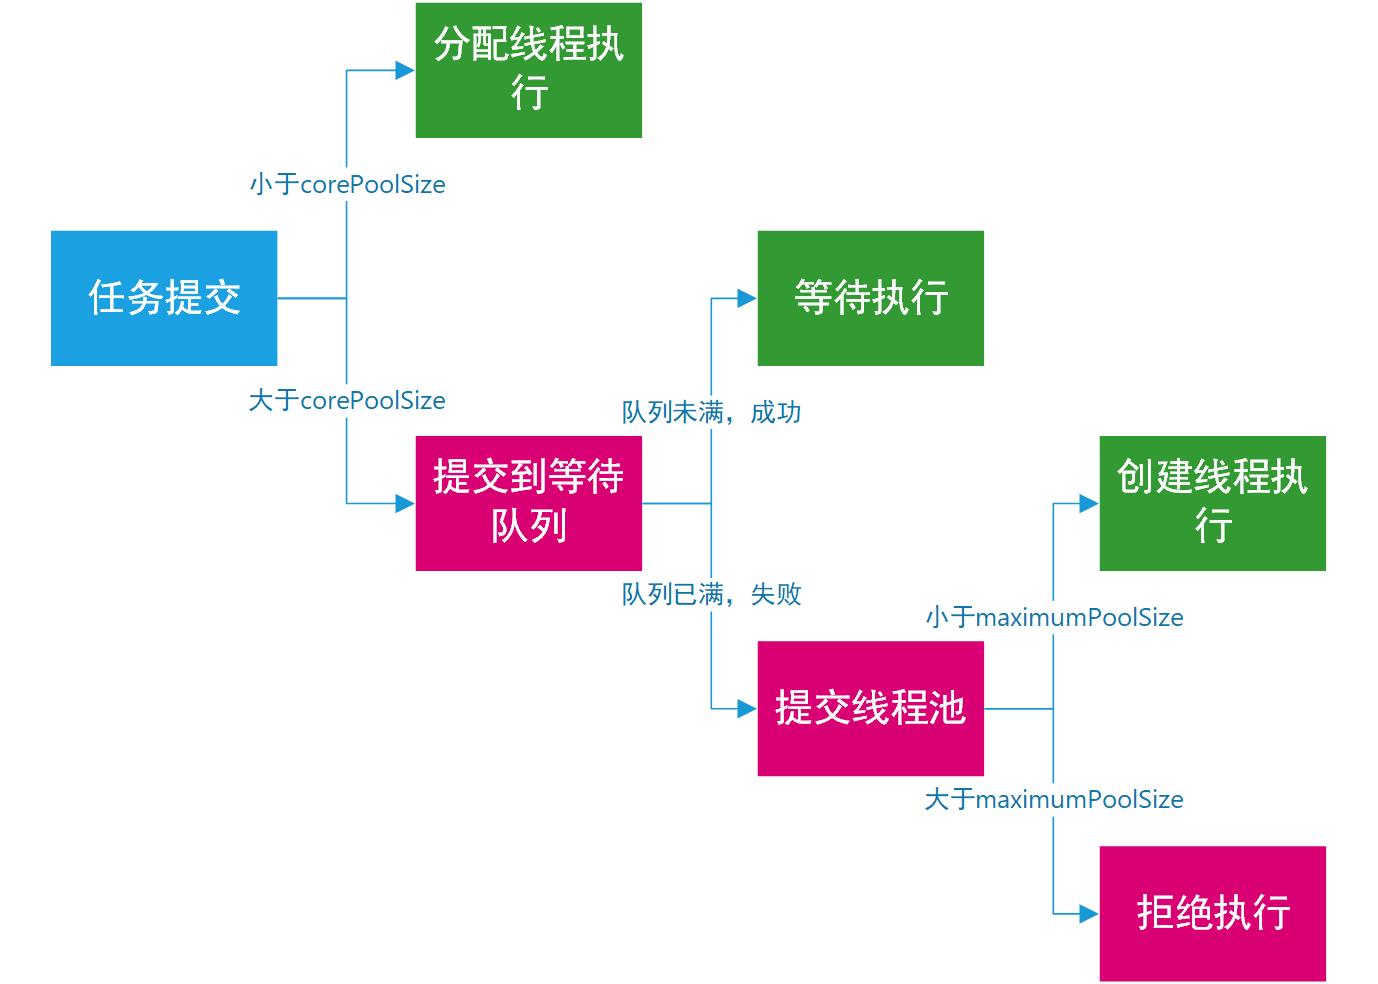 分配线程执
行
小于corePoolSize
任务提交
等待执行
大于corePoolSize
队列未满，成功
提交到等待
队列
创建线程执
行
队列已满，失败
小于maximumPoolSize
提交线程池
大于maximumPoolSize
拒绝执行